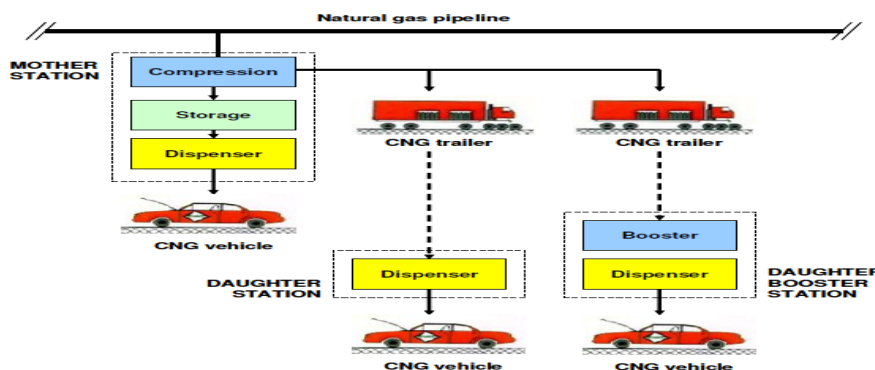 Natural gas pipeline
MOTHER
STATION
Compression
Storage
Dispenser
CNG vehicle
CNG trailer
CNG trailer
DAUGHTER
STATION
Dispenser
CNG vehicle
Booster
Dispenser
DAUGHTER
BOOSTER
STATION
CNG vehicle